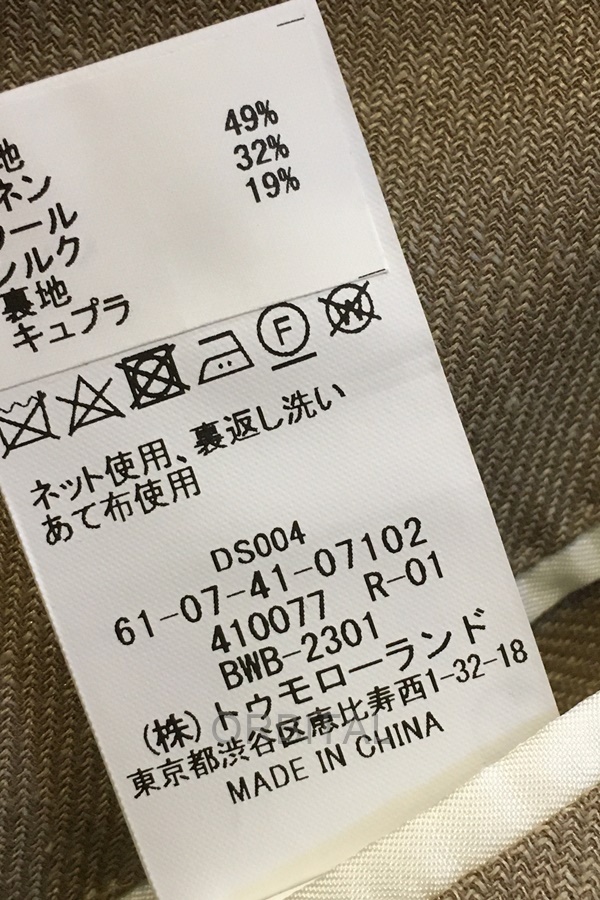 地
ネン 49%
ウール 32%
シルク 19%
裏地
キュプラ
F
W
ネット使用、裏返し洗い
あて布使用
DS004
61-07-41-07102
410077 R-01
BWB-2301
(株)トゥモローランド
東京都渋谷区恵比寿西1-32-18
MADE IN CHINA
ORBITAL